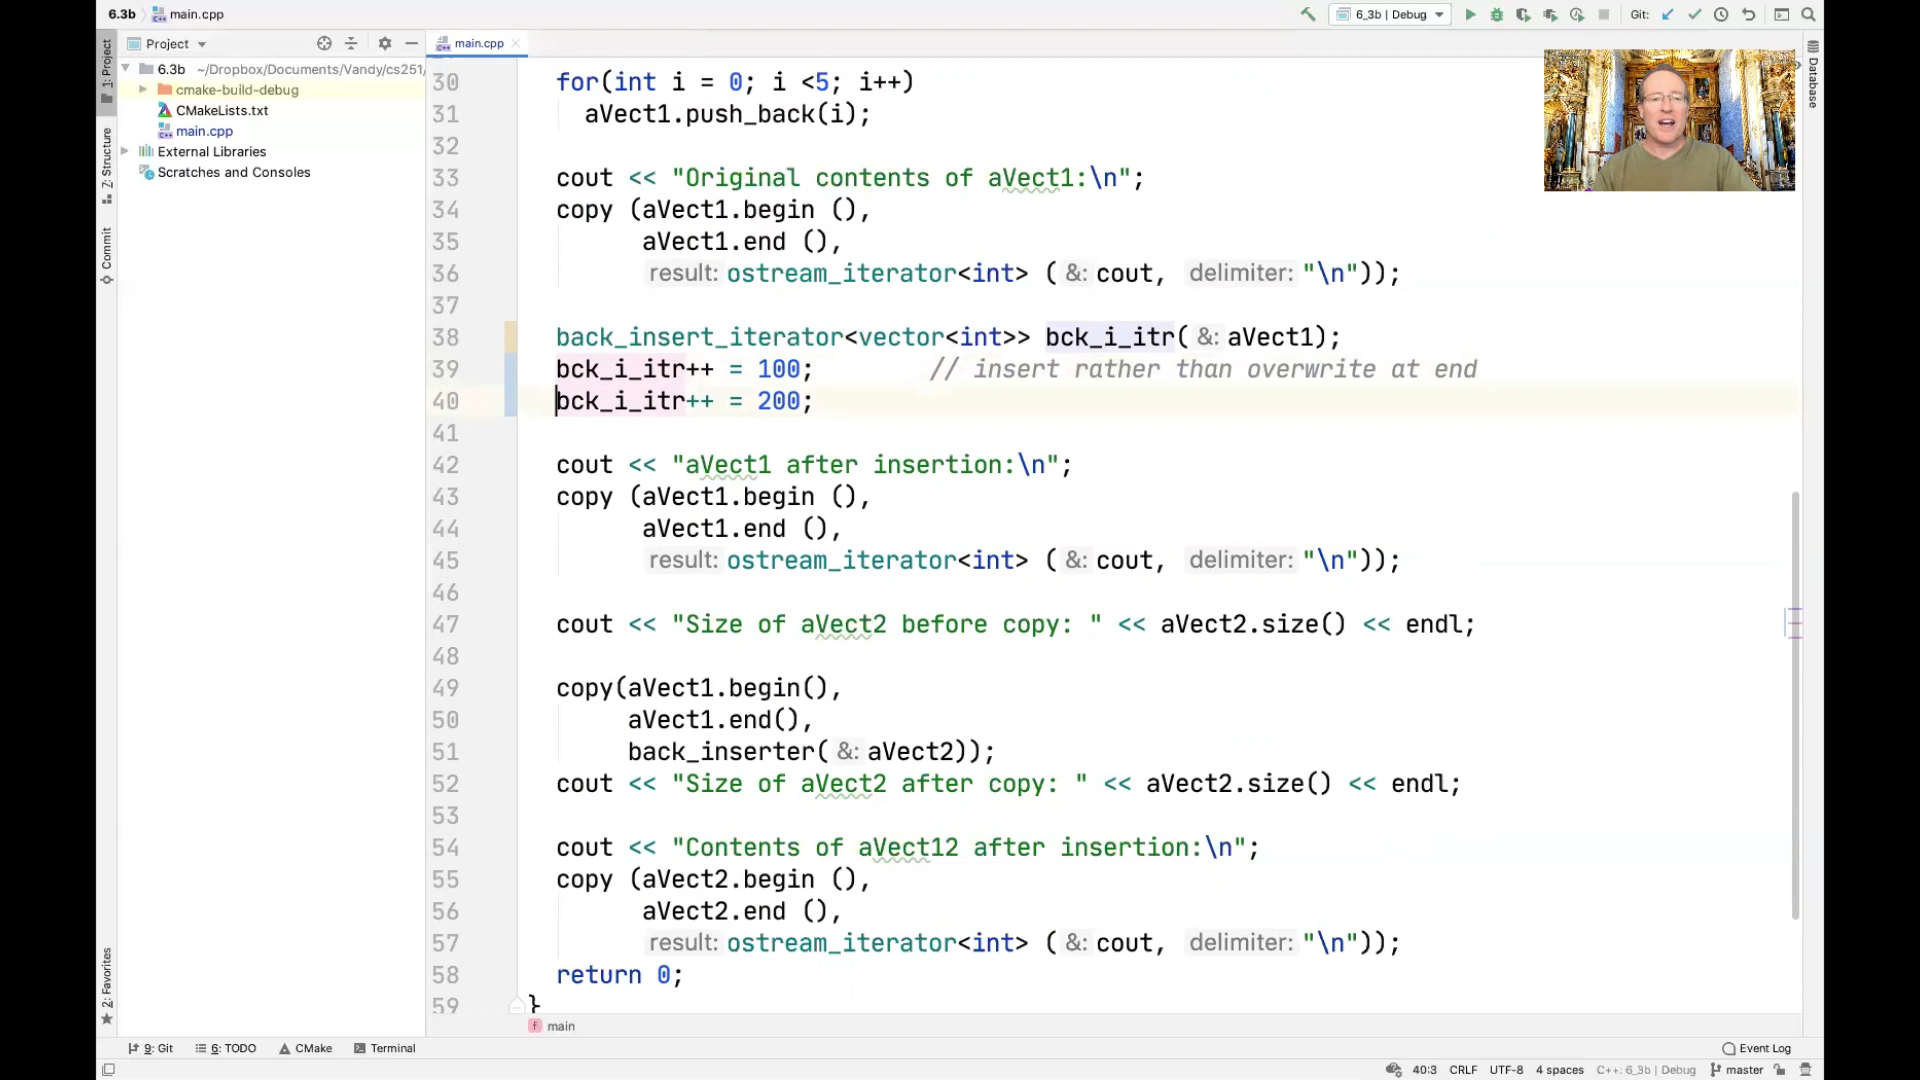 6.3b main.cpp 6_3b | Debug Git:
Project main.cpp
6.3b ~/Dropbox/Documents/Vandy/cs251/
cmake-build-debug
CMakeLists.txt
main.cpp
External Libraries
Scratches and Consoles
1: Project
7: Structure
Commit
2: Favorites
30 for(int i = 0; i <5; i++)
31 aVect1.push_back(i);
32
33 cout << "Original contents of aVect1:\n";
34 copy (aVect1.begin (),
35 aVect1.end (),
36 result: ostream_iterator<int> ( &: cout, delimiter: "\n"));
37
38 back_insert_iterator<vector<int>> bck_i_itr( &: aVect1);
39 bck_i_itr++ = 100; // insert rather than overwrite at end
40 bck_i_itr++ = 200;
41
42 cout << "aVect1 after insertion:\n";
43 copy (aVect1.begin (),
44 aVect1.end (),
45 result: ostream_iterator<int> ( &: cout, delimiter: "\n"));
46
47 cout << "Size of aVect2 before copy: " << aVect2.size() << endl;
48
49 copy(aVect1.begin(),
50 aVect1.end(),
51 back_inserter( &: aVect2));
52 cout << "Size of aVect2 after copy: " << aVect2.size() << endl;
53
54 cout << "Contents of aVect12 after insertion:\n";
55 copy (aVect2.begin (),
56 aVect2.end (),
57 result: ostream_iterator<int> ( &: cout, delimiter: "\n"));
58 return 0;
59 }
f main
Database
9: Git 6: TODO CMake Terminal Event Log
40:3 CRLF UTF-8 4 spaces C++: 6_3b | Debug master